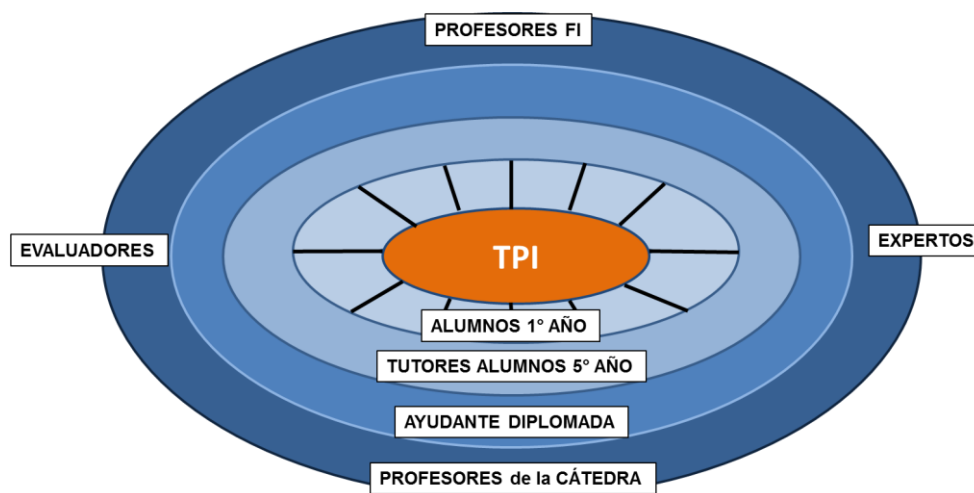 PROFESORES FI
EVALUADORES
EXPERTOS
TPI
ALUMNOS 1° AÑO
TUTORES ALUMNOS 5° AÑO
AYUDANTE DIPLOMADA
PROFESORES de la CÁTEDRA